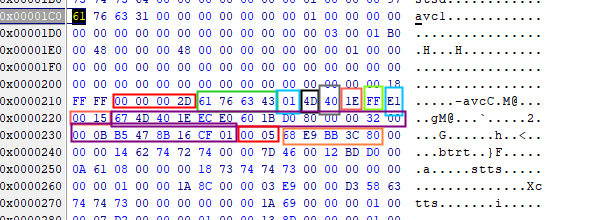 0x000001C0 61 76 63 31 00 00 00 00 00 00 00 01 00 00 00 00 avc1............
0x000001D0 00 00 00 00 00 00 00 00 00 00 00 00 03 00 01 B0 ................
0x000001E0 00 48 00 00 00 48 00 00 00 00 00 00 00 01 00 00 .H...H..........
0x000001F0 00 00 00 00 00 00 00 00 00 00 00 00 00 00 00 00 ................
0x00000200 00 00 00 00 00 00 00 00 00 00 00 00 00 00 00 18 ................
0x00000210 FF FF 00 00 00 2D 61 76 63 43 01 4D 40 1E FF E1 .....-avcC.M@...
0x00000220 00 15 67 4D 40 1E EC E0 60 1B D0 80 00 00 32 00 ..gM@...`.....2.
0x00000230 00 0B B5 47 8B 16 CF 01 00 05 68 E9 BB 3C 80 00 ...G......h..<..
0x00000240 00 00 14 62 74 72 74 00 00 7D 46 00 12 BD D0 00 ...btrt..}F.....
0x00000250 0A 61 08 00 00 00 18 73 74 74 73 00 00 00 00 00 .a.....stts.....
0x00000260 00 00 01 00 00 1A 8C 00 00 03 E9 00 00 D3 58 63 ..............Xc
0x00000270 74 74 73 00 00 00 00 00 00 1A 69 00 00 00 01 00 tts.......i.....